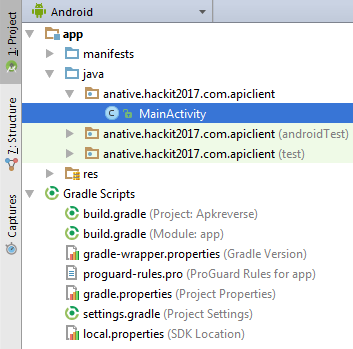 Android
1: Project
7: Structure
Captures
app
manifests
java
anative.hackit2017.com.apiclient
C MainActivity
anative.hackit2017.com.apiclient (androidTest)
anative.hackit2017.com.apiclient (test)
res
Gradle Scripts
build.gradle (Project: Apkreverse)
build.gradle (Module: app)
gradle-wrapper.properties (Gradle Version)
proguard-rules.pro (ProGuard Rules for app)
gradle.properties (Project Properties)
settings.gradle (Project Settings)
local.properties (SDK Location)